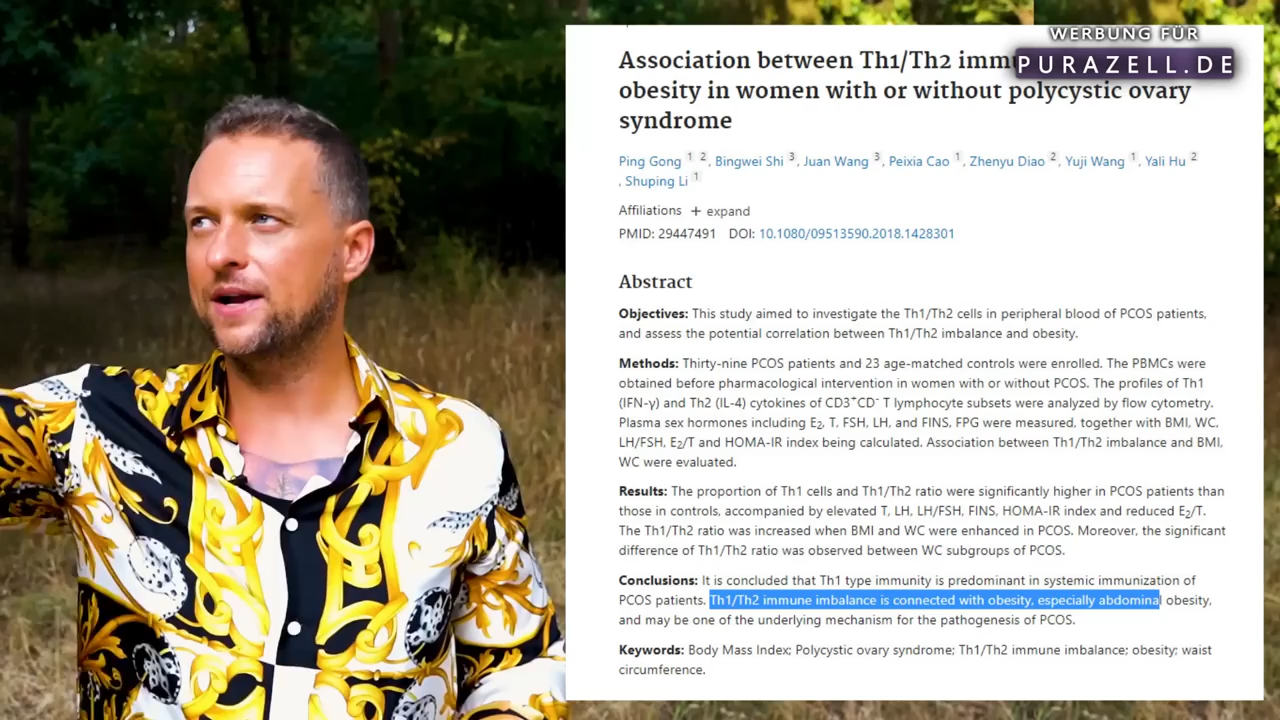 WERBUNG FÜR
PURAZELL.DE
Association between Th1/Th2
obesity in women with or without polycystic ovary
syndrome
Ping Gong 1 2, Bingwei Shi 3, Juan Wang 3, Peixia Cao 1, Zhenyu Diao 2, Yuji Wang 1, Yali Hu 2
, Shuping Li 1
Affiliations + expand
PMID: 29447491 DOI: 10.1080/09513590.2018.1428301
Abstract
Objectives: This study aimed to investigate the Th1/Th2 cells in peripheral blood of PCOS patients,
and assess the potential correlation between Th1/Th2 imbalance and obesity.
Methods: Thirty-nine PCOS patients and 23 age-matched controls were enrolled. The PBMCs were
obtained before pharmacological intervention in women with or without PCOS. The profiles of Th1
(IFN-γ) and Th2 (IL-4) cytokines of CD3+CD- T lymphocyte subsets were analyzed by flow cytometry.
Plasma sex hormones including E2, T, FSH, LH, and FINS, FPG were measured, together with BMI, WC,
LH/FSH, E2/T and HOMA-IR index being calculated. Association between Th1/Th2 imbalance and BMI,
WC were evaluated.
Results: The proportion of Th1 cells and Th1/Th2 ratio were significantly higher in PCOS patients than
those in controls, accompanied by elevated T, LH, LH/FSH, FINS, HOMA-IR index and reduced E2/T.
The Th1/Th2 ratio was increased when BMI and WC were enhanced in PCOS. Moreover, the significant
difference of Th1/Th2 ratio was observed between WC subgroups of PCOS.
Conclusions: It is concluded that Th1 type immunity is predominant in systemic immunization of
PCOS patients. Th1/Th2 immune imbalance is connected with obesity, especially abdominal obesity,
and may be one of the underlying mechanism for the pathogenesis of PCOS.
Keywords: Body Mass Index; Polycystic ovary syndrome; Th1/Th2 immune imbalance; obesity; waist
circumference.